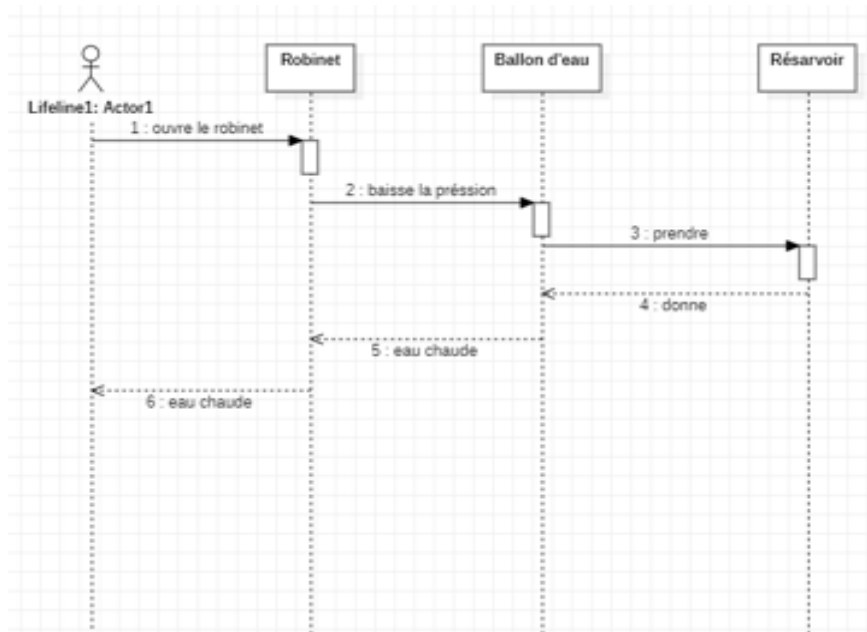 Robinet
Ballon d'eau
Résarvoir
Lifeline1: Actor1
1 : ouvre le robinet
2 : baisse la préssion
3 : prendre
4 : donne
5 : eau chaude
6 : eau chaude